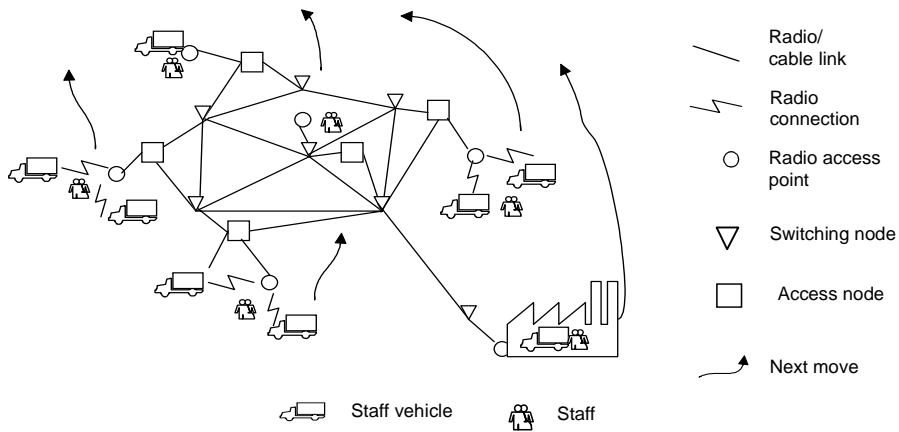 Radio/
cable link
Radio
connection
Radio access
point
Switching node
Access node
Next move
Staff vehicle
Staff